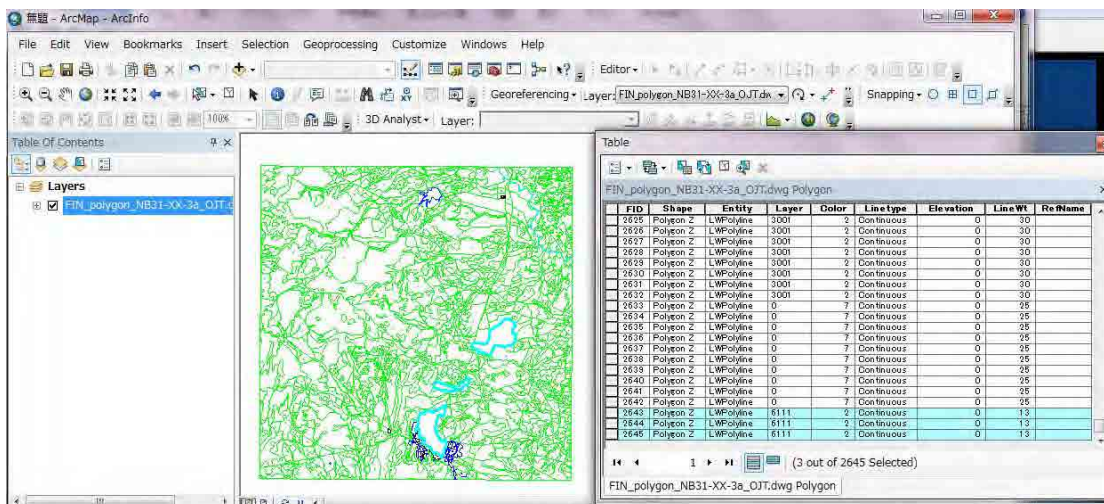 無題 - ArcMap - ArcInfo
File Edit View Bookmarks Insert Selection Geoprocessing Customize Windows Help
Editor
Georeferencing Layer: FIN_polygon_NB31-XX-3a_OJT.dw Snapping
100% 3D Analyst Layer:
Table Of Contents
Layers
FIN_polygon_NB31-XX-3a_OJT.d
Table
FIN_polygon_NB31-XX-3a_OJT.dwg Polygon
FID Shape Entity Layer Color Linetype Elevation LineWt RefName
2625 Polygon Z LWPolyline 3001 2 Continuous 0 30
2626 Polygon Z LWPolyline 3001 2 Continuous 0 30
2627 Polygon Z LWPolyline 3001 2 Continuous 0 30
2628 Polygon Z LWPolyline 3001 2 Continuous 0 30
2629 Polygon Z LWPolyline 3001 2 Continuous 0 30
2630 Polygon Z LWPolyline 3001 2 Continuous 0 30
2631 Polygon Z LWPolyline 3001 2 Continuous 0 30
2632 Polygon Z LWPolyline 3001 2 Continuous 0 30
2633 Polygon Z LWPolyline 0 7 Continuous 0 25
2634 Polygon Z LWPolyline 0 7 Continuous 0 25
2635 Polygon Z LWPolyline 0 7 Continuous 0 25
2636 Polygon Z LWPolyline 0 7 Continuous 0 25
2637 Polygon Z LWPolyline 0 7 Continuous 0 25
2638 Polygon Z LWPolyline 0 7 Continuous 0 25
2639 Polygon Z LWPolyline 0 7 Continuous 0 25
2640 Polygon Z LWPolyline 0 7 Continuous 0 25
2641 Polygon Z LWPolyline 0 7 Continuous 0 25
2642 Polygon Z LWPolyline 0 7 Continuous 0 25
2643 Polygon Z LWPolyline 6111 2 Continuous 0 13
2644 Polygon Z LWPolyline 6111 2 Continuous 0 13
2645 Polygon Z LWPolyline 6111 2 Continuous 0 13
1 (3 out of 2645 Selected)
FIN_polygon_NB31-XX-3a_OJT.dwg Polygon